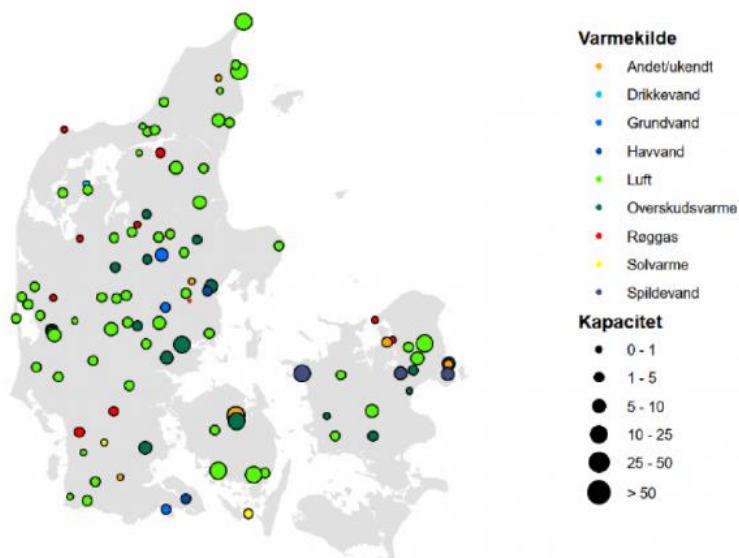 Varmekilde
Andet/ukendt
Drikkevand
Grundvand
Havvand
Luft
Overskudsvarme
Røggas
Solvarme
Spildevand
Kapacitet
0 - 1
1 - 5
5 - 10
10 - 25
25 - 50
> 50